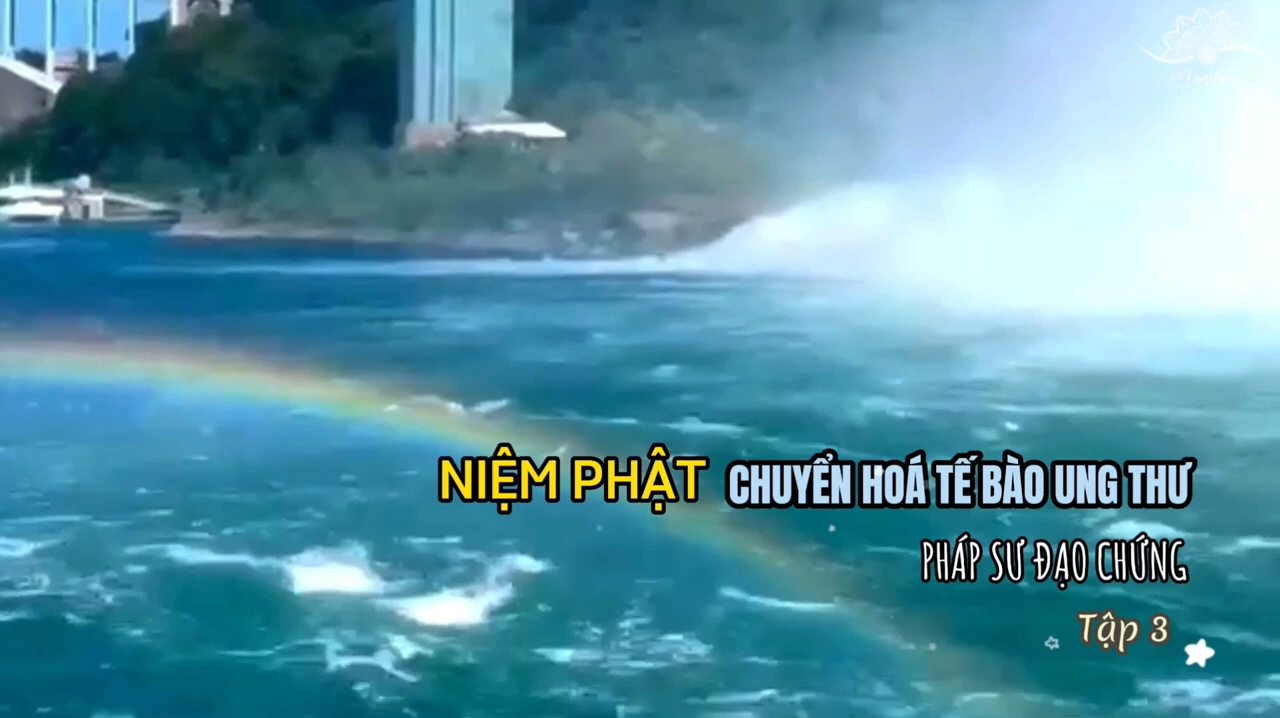 NIỆM PHẬT CHUYỂN HOÁ TẾ BÀO UNG THƯ
PHÁP SƯ ĐẠO CHỨNG
Tập 3